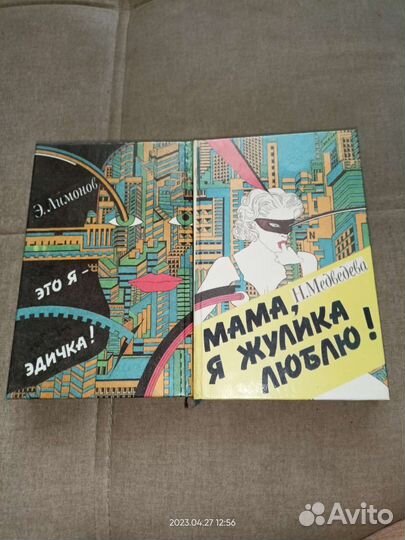 Э. Лимонов
ЭТО Я -
ЭДИЧКА!
Н. Медведева
МАМА,
Я ЖУЛИКА
ЛЮБЛЮ!
2023.04.27 12:56
Avito